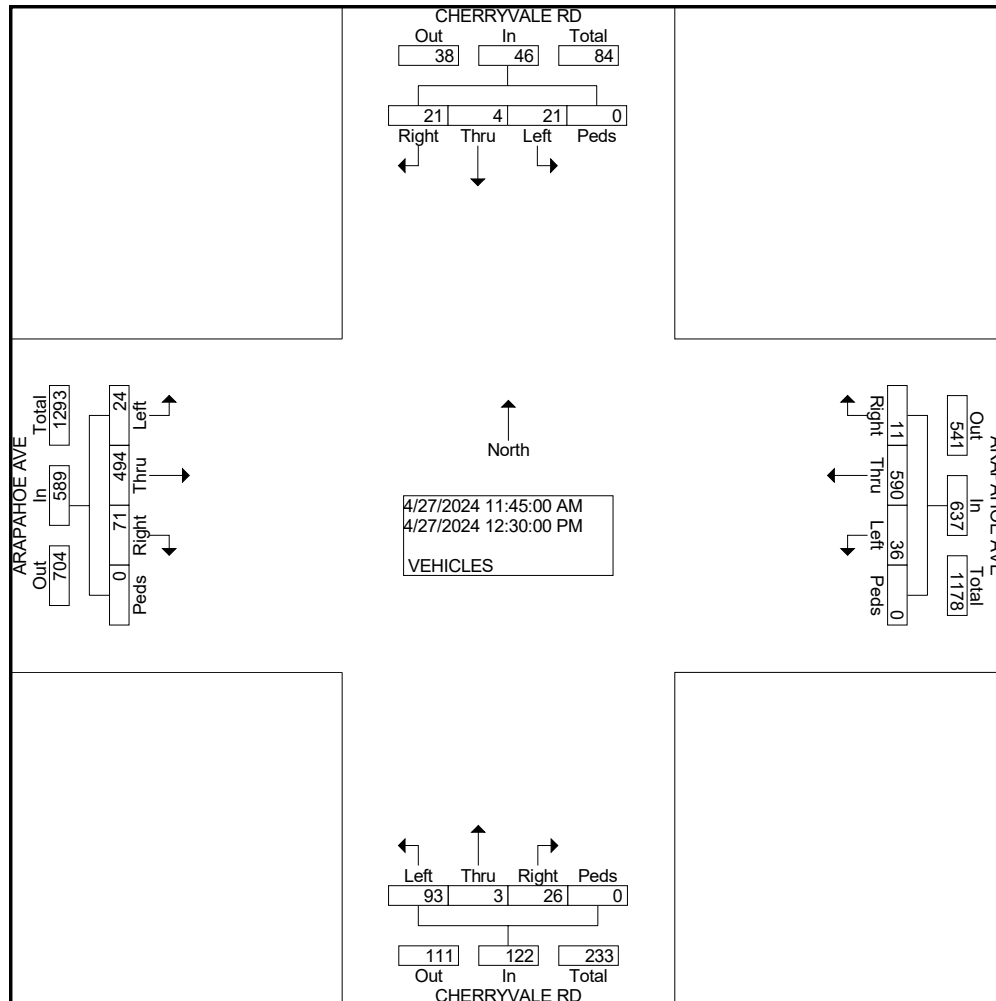 CHERRYVALE RD
Out In Total
38 46 84
21 4 21 0
Right Thru Left Peds
ARAPAHOE AVE
Total In Out
1293 589 704
24 494 71 0
Left Thru Right Peds
North
4/27/2024 11:45:00 AM
4/27/2024 12:30:00 PM
VEHICLES
Right Thru Left Peds
11 590 36 0
Out In Total
541 637 1178
ARAPAHOE AVE
Left Thru Right Peds
93 3 26 0
111 122 233
Out In Total
CHERRYVALE RD